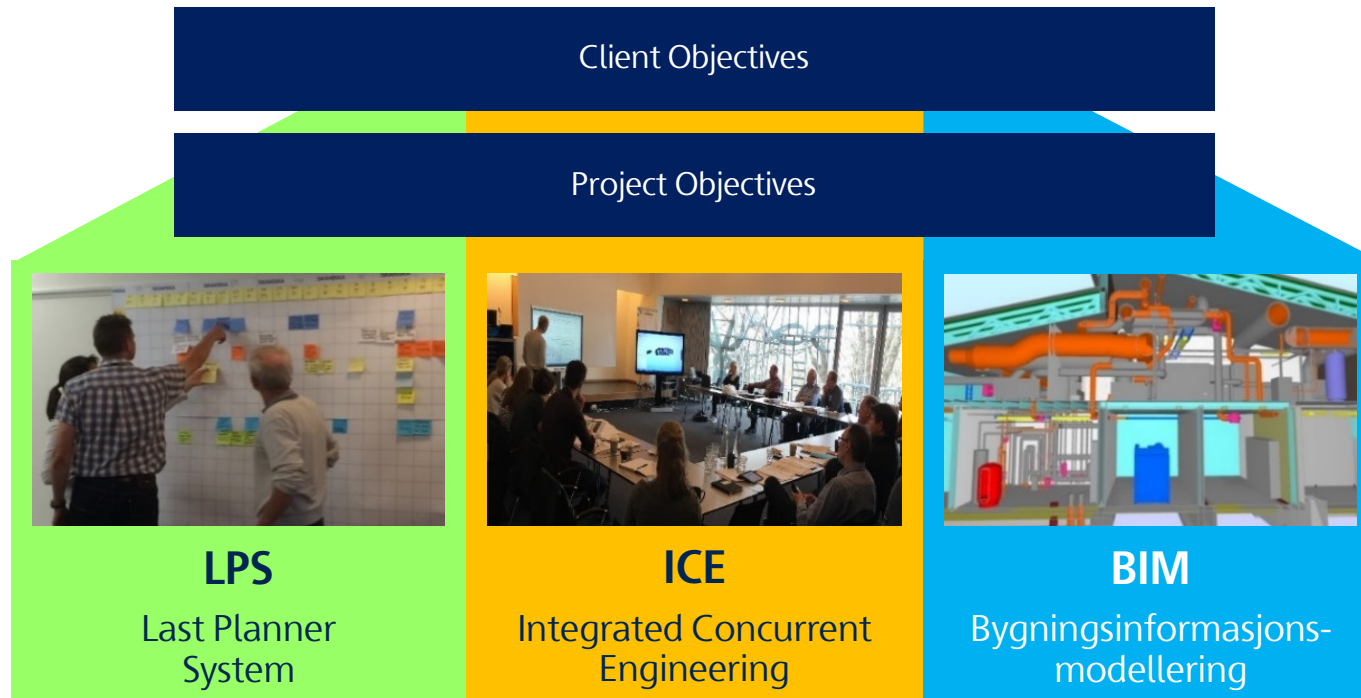 Client Objectives
Project Objectives
LPS
Last Planner
System
ICE
Integrated Concurrent
Engineering
BIM
Bygningsinformasjons-
modellering